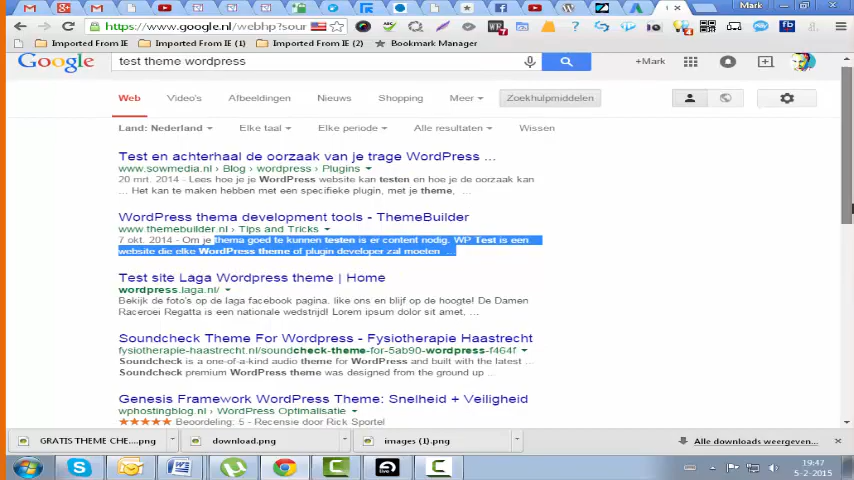 Mark
https://www.google.nl/webhp?sour
Imported From IE
Imported From IE (1)
Imported From IE (2)
Bookmark Manager
Google
test theme wordpress
+Mark
Web
Video's
Afbeeldingen
Nieuws
Shopping
Meer
Zoekhulpmiddelen
Land: Nederland
Elke taal
Elke periode
Alle resultaten
Wissen
Test en achterhaal de oorzaak van je trage WordPress ...
www.sowmedia.nl › Blog › wordpress › Plugins
20 mrt. 2014 - Lees hoe je je WordPress website kan testen en hoe je de oorzaak kan
... Het kan te maken hebben met een specifieke plugin, met je theme, ...
WordPress thema development tools - ThemeBuilder
www.themebuilder.nl › Tips and Tricks
7 okt. 2014 - Om je thema goed te kunnen testen is er content nodig. WP Test is een
website die elke WordPress theme of plugin developer zal moeten ...
Test site Laga Wordpress theme | Home
wordpress.laga.nl/
Bekijk de foto's op de laga facebook pagina. like ons en blijf op de hoogte! De Damen
Raceroei Regatta is een nationale wedstrijd! Lorem ipsum dolor sit amet, ...
Soundcheck Theme For Wordpress - Fysiotherapie Haastrecht
fysiotherapie-haastrecht.nl/soundcheck-theme-for-5ab90-wordpress-f464f
Soundcheck is a one-of-a-kind audio theme for WordPress and built with the latest ...
Soundcheck premium WordPress theme was designed from the ground up ...
Genesis Framework WordPress Theme: Snelheid + Veiligheid
wphostingblog.nl › WordPress Optimalisatie
Beoordeling: 5 - Recensie door Rick Sportel
GRATIS THEME CHE....png
download.png
images (1).png
Alle downloads weergeven...
19:47
5-2-2015